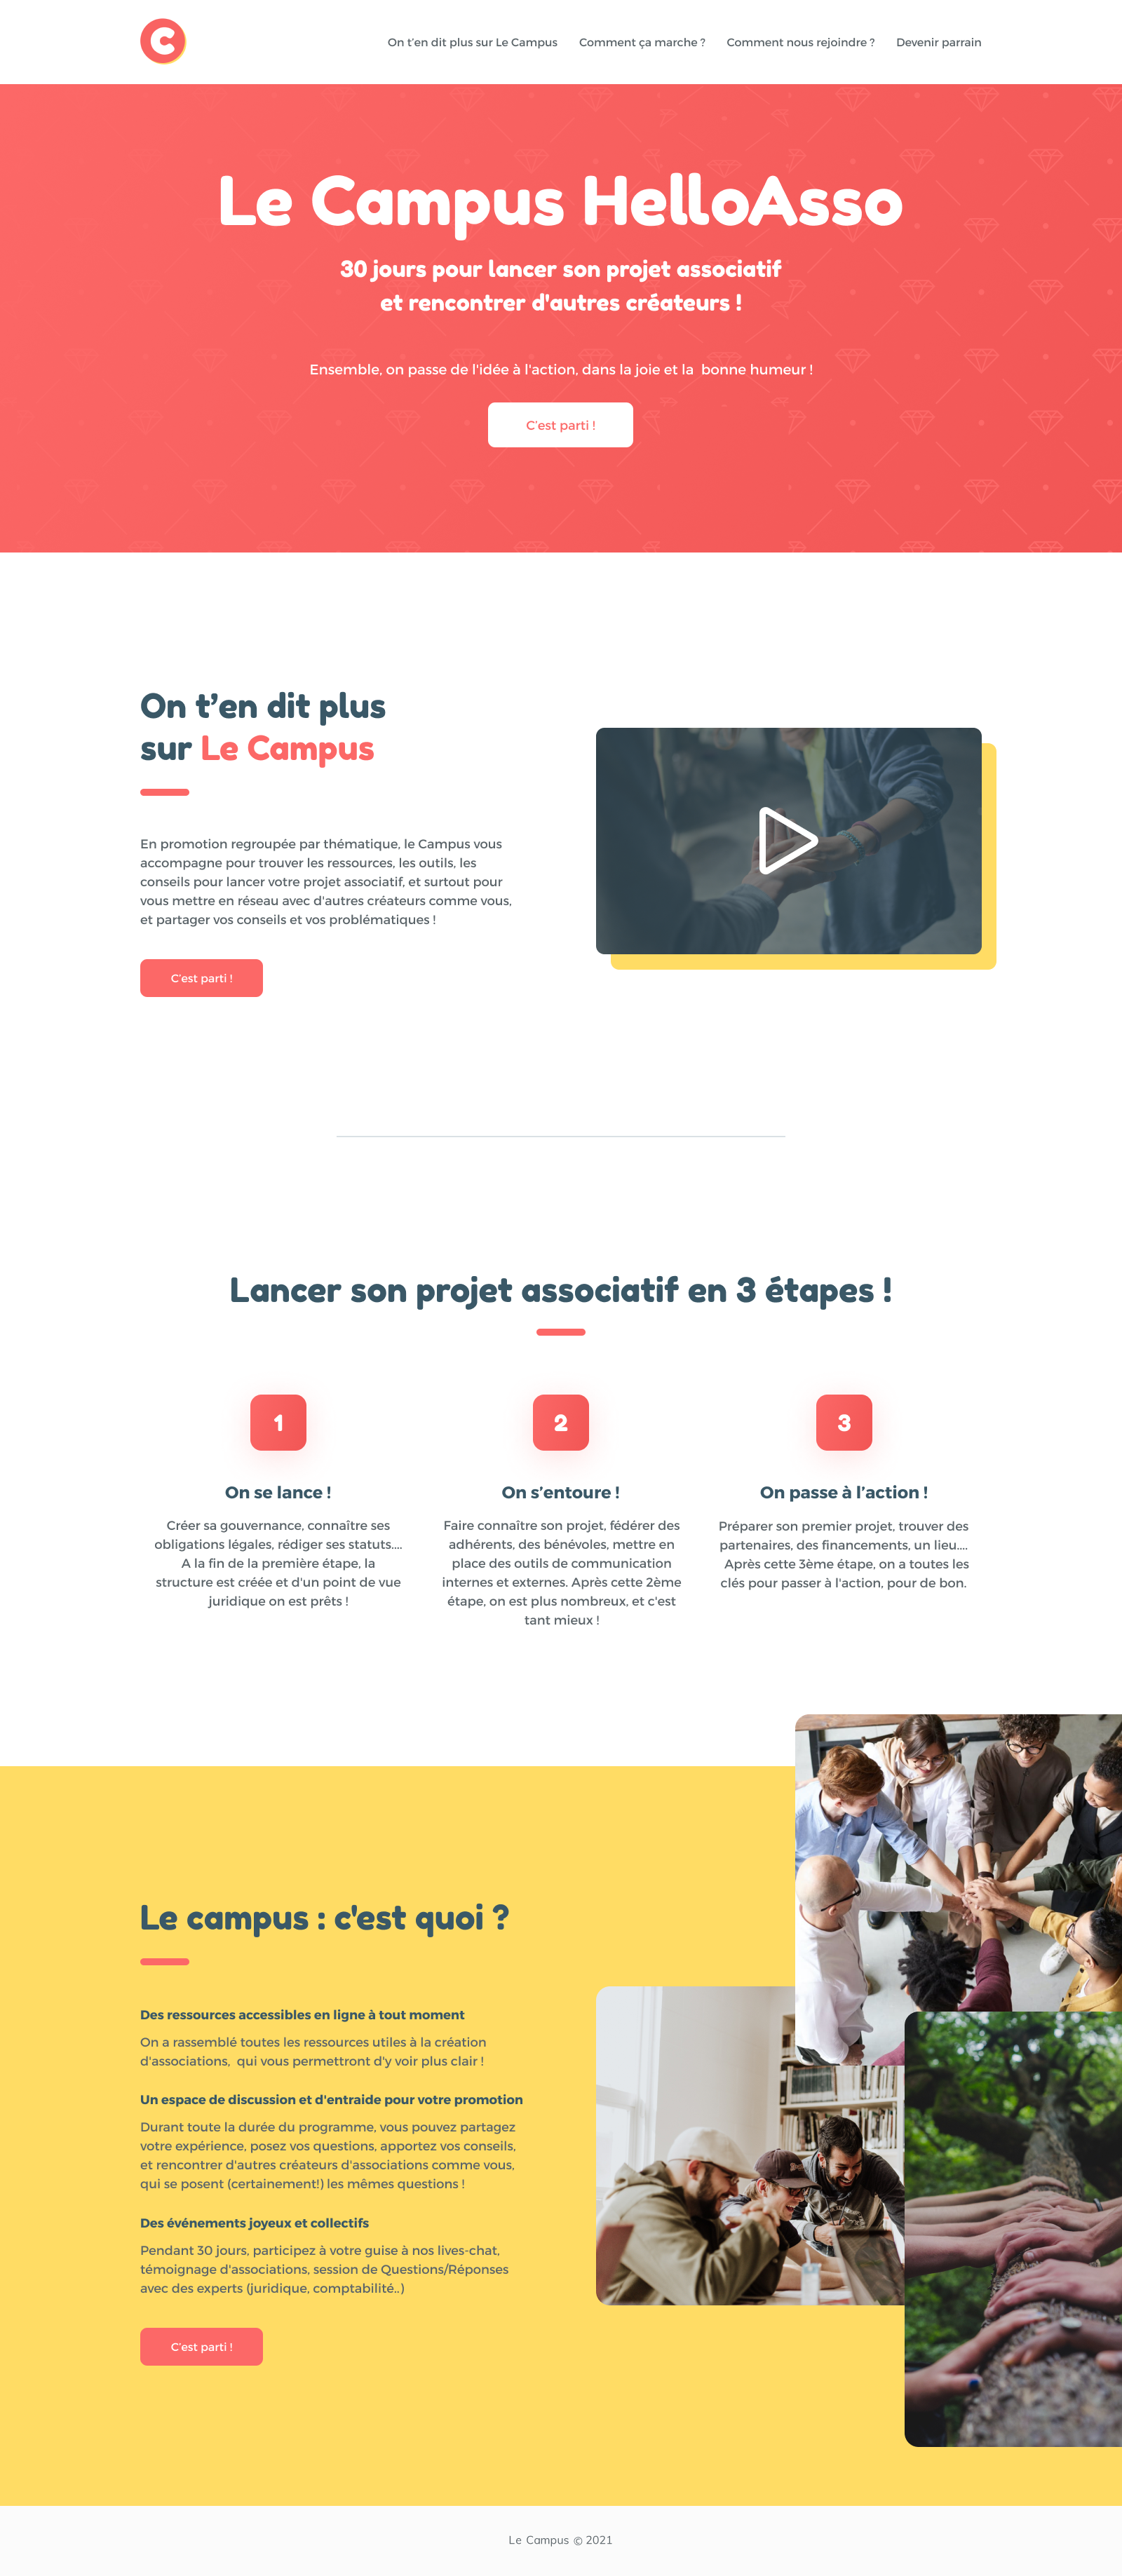 C
On t’en dit plus sur Le Campus
Comment ça marche ?
Comment nous rejoindre ?
Devenir parrain
Le Campus HelloAsso
30 jours pour lancer son projet associatif
et rencontrer d'autres créateurs !
Ensemble, on passe de l'idée à l'action, dans la joie et la  bonne humeur !
C’est parti !
On t’en dit plus
sur Le Campus
En promotion regroupée par thématique, le Campus vous
accompagne pour trouver les ressources, les outils, les
conseils pour lancer votre projet associatif, et surtout pour
vous mettre en réseau avec d'autres créateurs comme vous,
et partager vos conseils et vos problématiques !
C’est parti !
Lancer son projet associatif en 3 étapes !
1
On se lance !
Créer sa gouvernance, connaître ses
obligations légales, rédiger ses statuts....
A la fin de la première étape, la
structure est créée et d'un point de vue
juridique on est prêts !
2
On s’entoure !
Faire connaître son projet, fédérer des
adhérents, des bénévoles, mettre en
place des outils de communication
internes et externes. Après cette 2ème
étape, on est plus nombreux, et c'est
tant mieux !
3
On passe à l’action !
Préparer son premier projet, trouver des
partenaires, des financements, un lieu....
Après cette 3ème étape, on a toutes les
clés pour passer à l'action, pour de bon.
Le campus : c'est quoi ?
Des ressources accessibles en ligne à tout moment
On a rassemblé toutes les ressources utiles à la création
d'associations,  qui vous permettront d'y voir plus clair !
Un espace de discussion et d'entraide pour votre promotion
Durant toute la durée du programme, vous pouvez partagez
votre expérience, posez vos questions, apportez vos conseils,
et rencontrer d'autres créateurs d'associations comme vous,
qui se posent (certainement!) les mêmes questions !
Des événements joyeux et collectifs
Pendant 30 jours, participez à votre guise à nos lives-chat,
témoignage d'associations, session de Questions/Réponses
avec des experts (juridique, comptabilité..)
C’est parti !
Le Campus © 2021